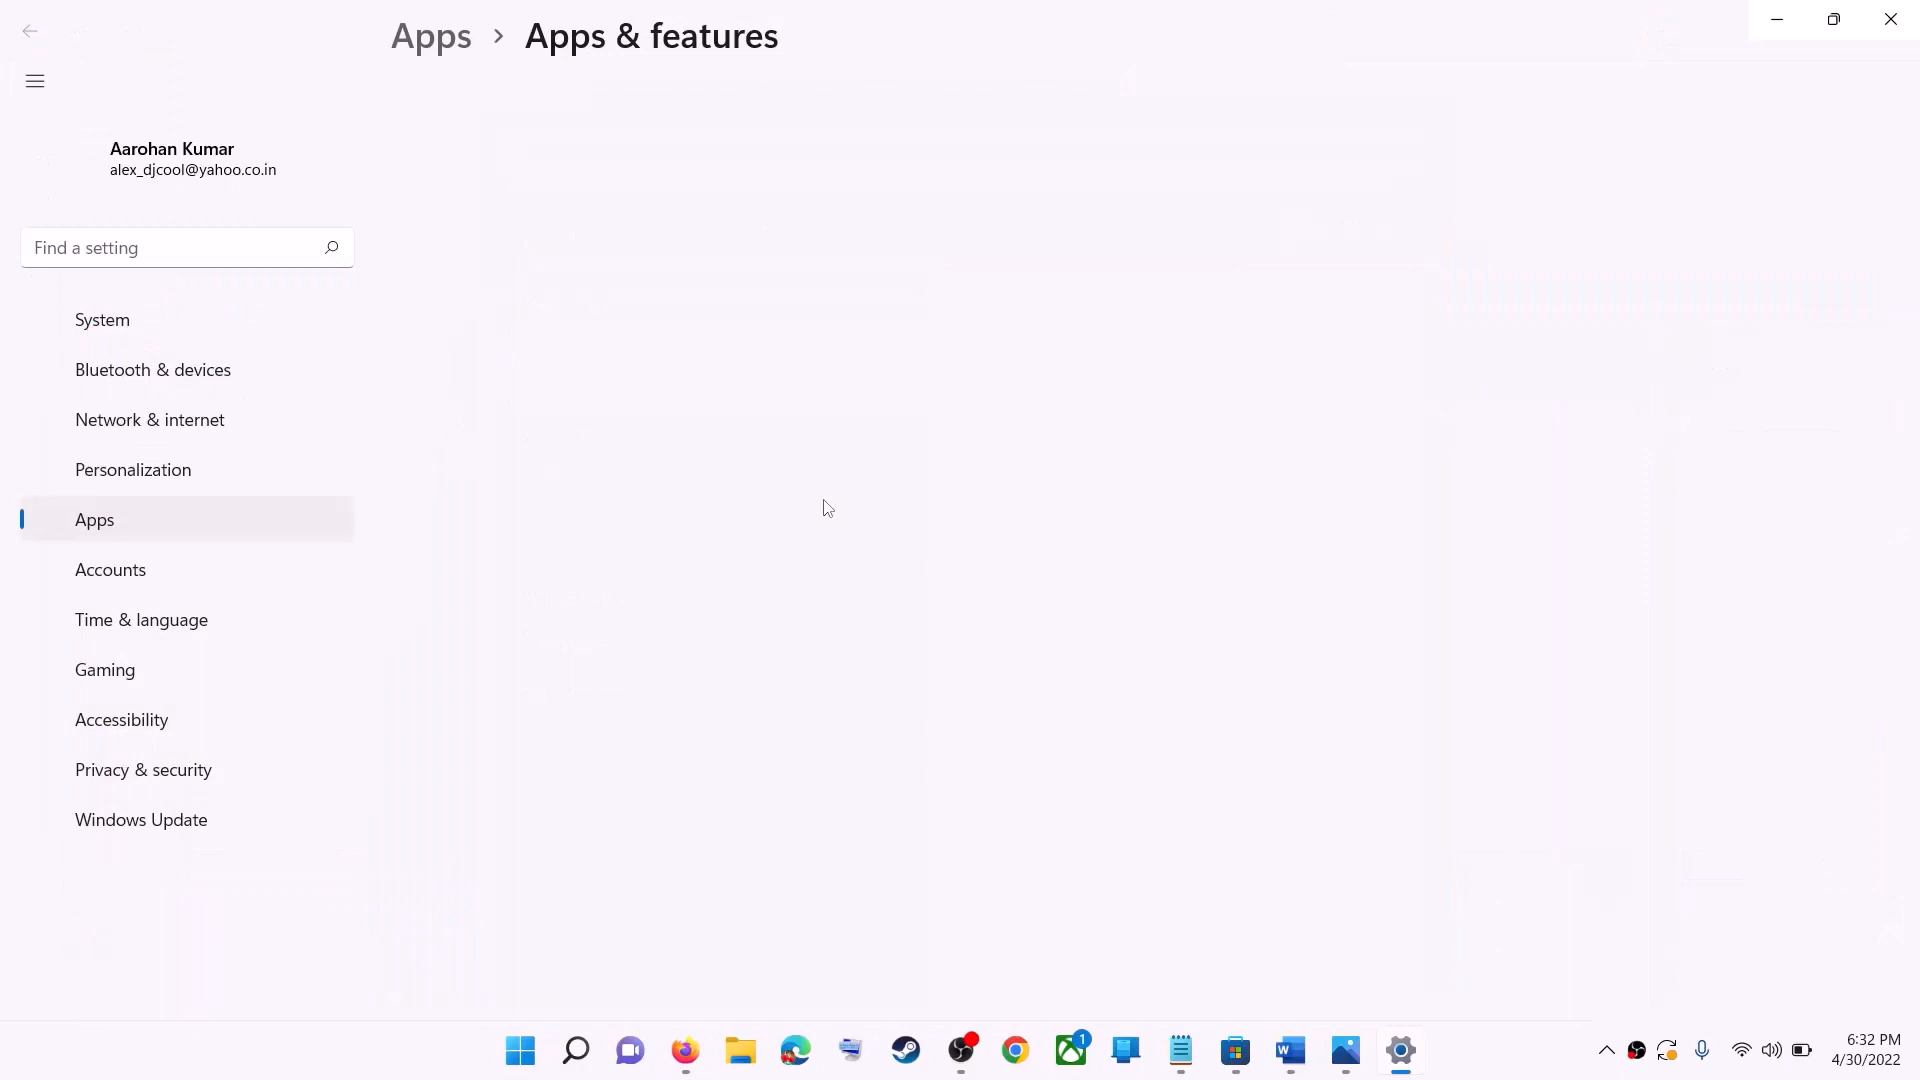 Apps > Apps & features
Aarohan Kumar
alex_djcool@yahoo.co.in
Find a setting
System
Bluetooth & devices
Network & internet
Personalization
Apps
Accounts
Time & language
Gaming
Accessibility
Privacy & security
Windows Update
1
6:32 PM
4/30/2022